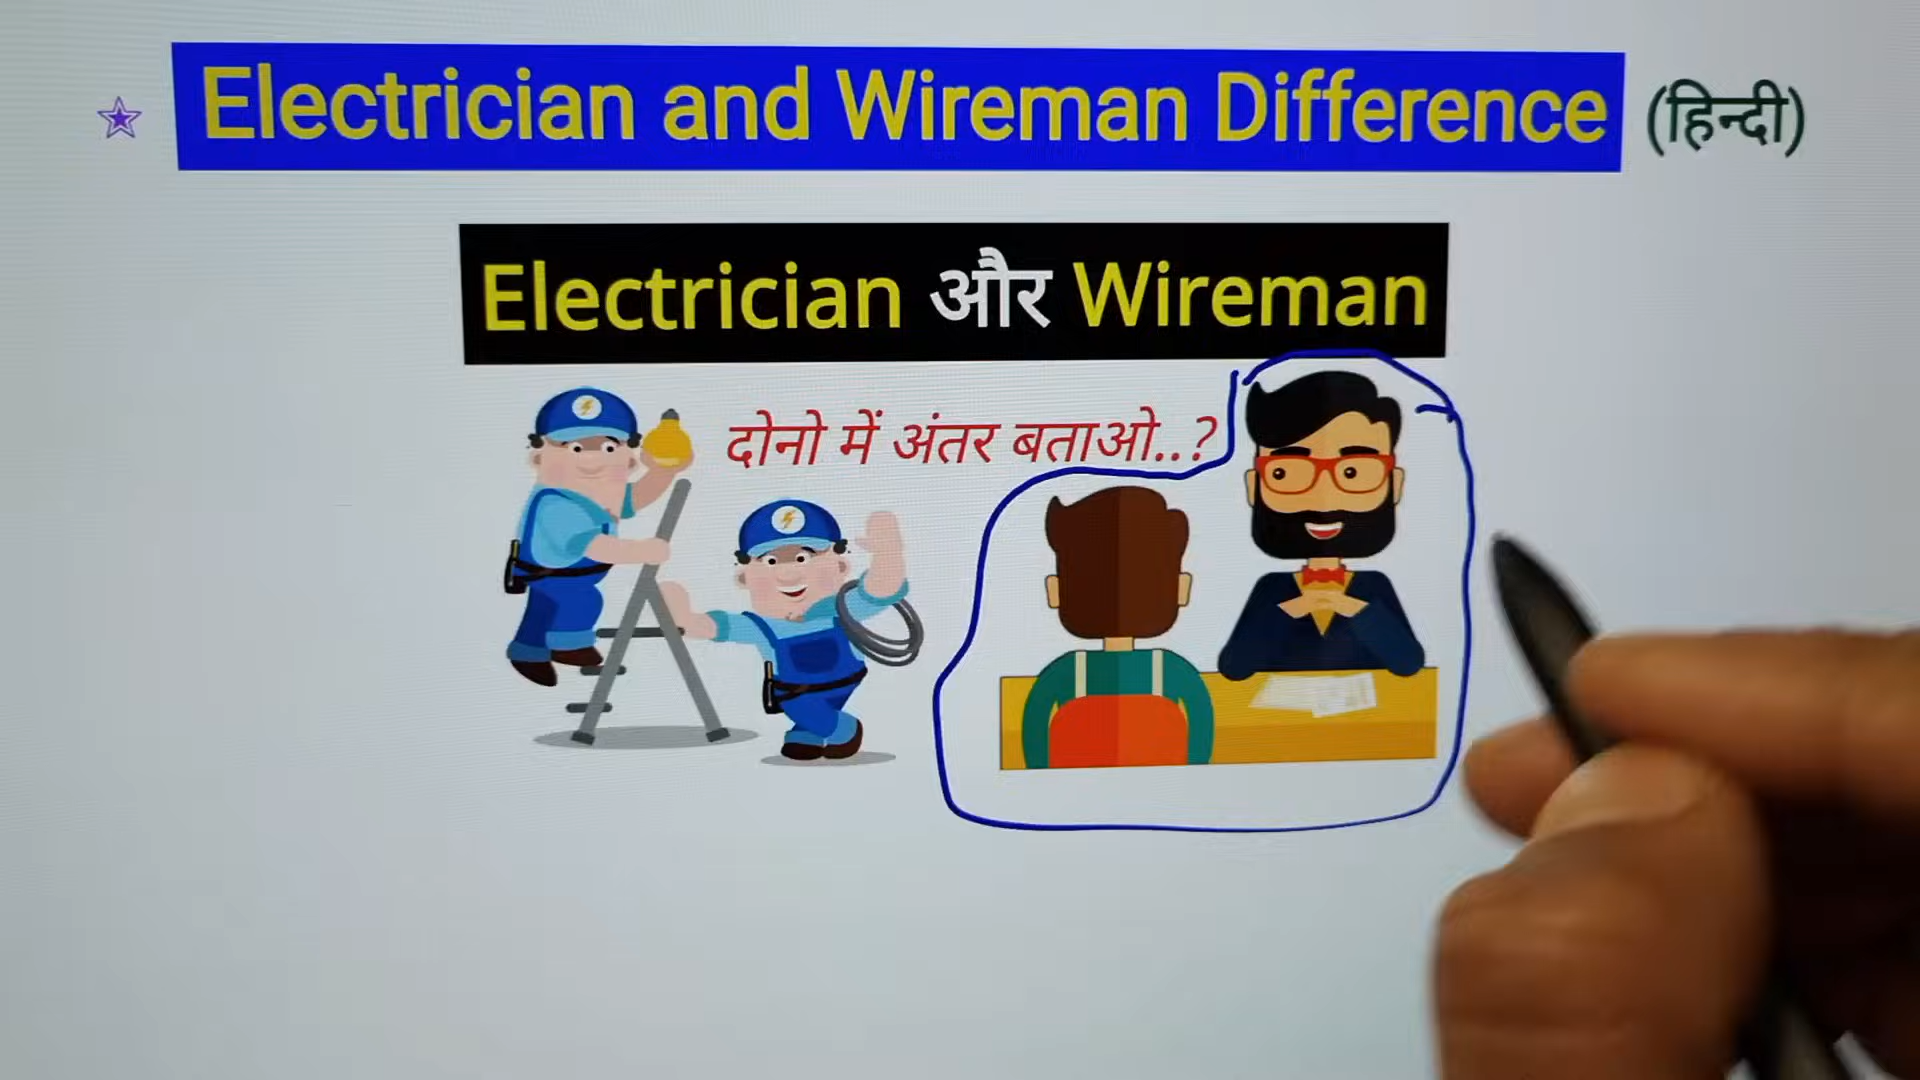 Electrician and Wireman Difference (हिन्दी)
Electrician और Wireman
दोनो में अंतर बताओ..?